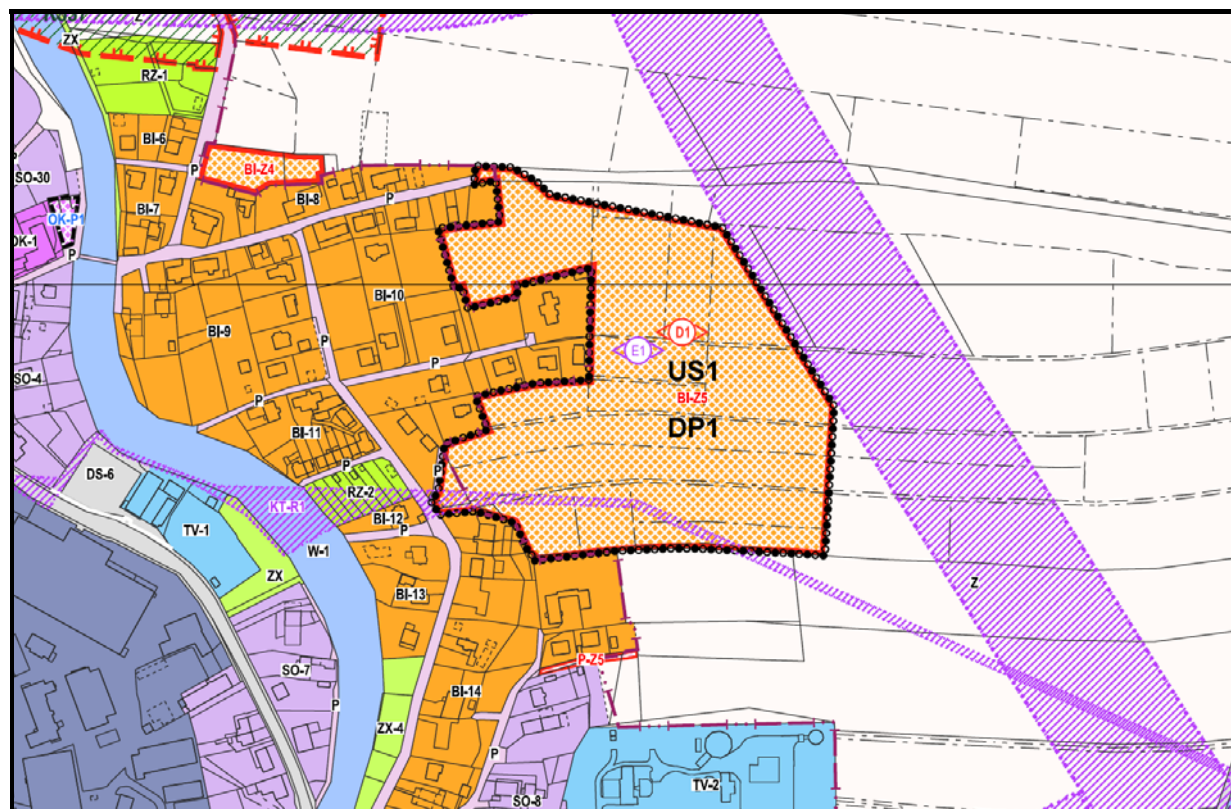 Z
ZX
RZ-1
BI-6
P
BI-Z4
SO-30
BI-7
BI-8
P
OK-P1
OK-1
P
BI-10
BI-9
D1
E1
P
P
US1
BI-Z5
SO-4
P
DP1
BI-11
P
P
DS-6
RZ-2
KT-R1
BI-12
TV-1
P
W-1
ZX
Z
BI-13
P-Z5
SO-7
BI-14
P
ZX-4
P
TV-2
SO-8